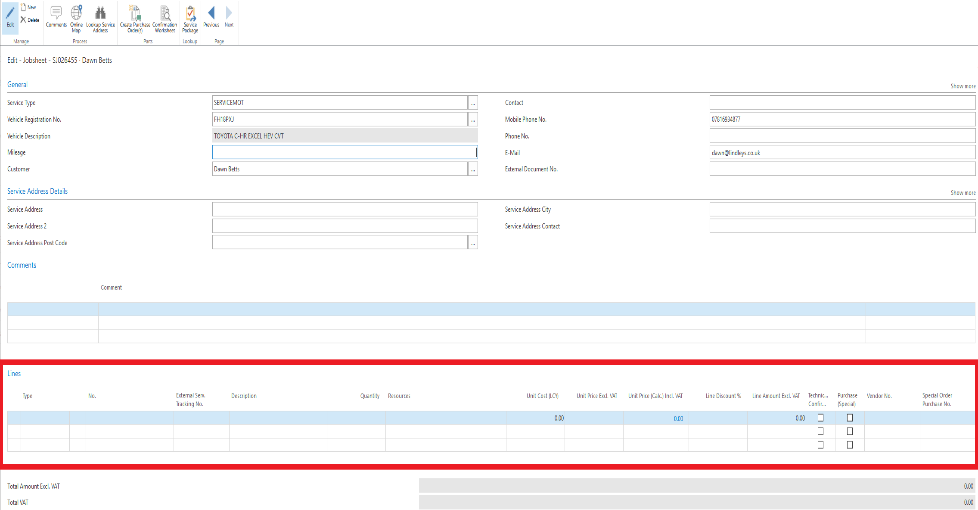 Edit
New
Delete
Comments
Online Map
Lookup Service Address
Create Purchase Order(s)
Confirmation Worksheet
Service Package
Previous
Next
Manage
Process
Parts
Lookup
Page
Edit - Jobsheet - SJ026455 · Dawn Betts
General
Show more
Service Type
SERVICEMOT
Contact
Vehicle Registration No.
Mobile Phone No.
Vehicle Description
TOYOTA C-HR EXCEL HEV CVT
Phone No.
Mileage
E-Mail
dawn@lindleys.co.uk
Customer
Dawn Betts
External Document No.
Service Address Details
Show more
Service Address
Service Address City
Service Address 2
Service Address Contact
Service Address Post Code
Comments
Comment
Lines
Type
No.
External Serv. Tracking No.
Description
Quantity
Resources
Unit Cost (LCY)
Unit Price Excl. VAT
Unit Price (Calc.) Incl. VAT
Line Discount %
Line Amount Excl. VAT
Technic... Confir...
Purchase (Special)
Vendor No.
Special Order Purchase No.
0.00
0.00
0.00
Total Amount Excl. VAT
0.00
Total VAT
0.00